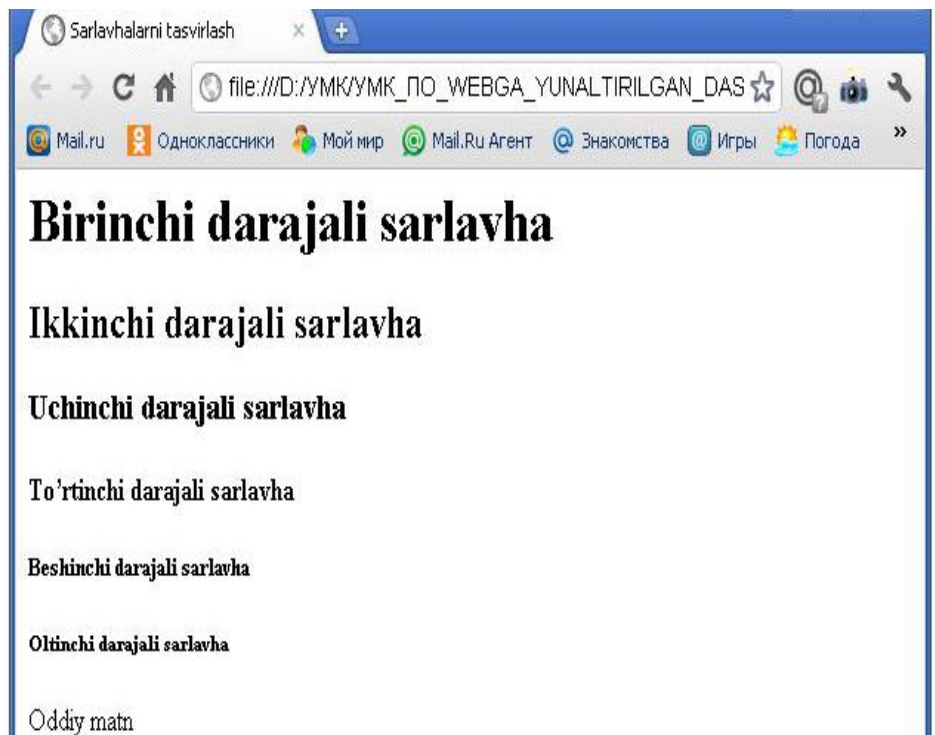 Sarlavhalarni tasvirlash
file:///D:/УМК/УМК_ПО_WEBGA_YUNALTIRILGAN_DAS
Mail.ru Одноклассники Мой мир Mail.Ru Агент Знакомства Игры Погода »
Birinchi darajali sarlavha
Ikkinchi darajali sarlavha
Uchinchi darajali sarlavha
To’rtinchi darajali sarlavha
Beshinchi darajali sarlavha
Oltinchi darajali sarlavha
Oddiy matn